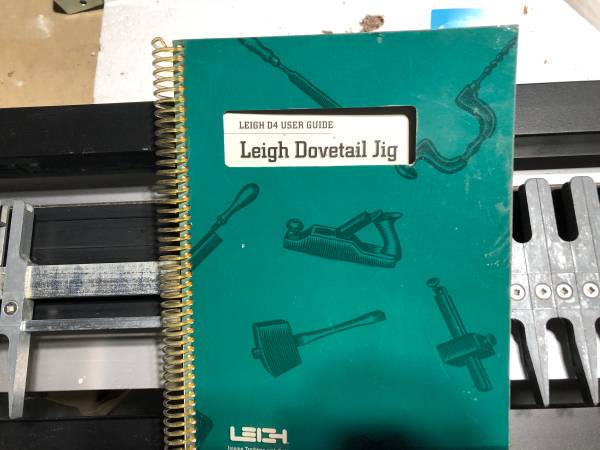 LEIGH D4 USER GUIDE
Leigh Dovetail Jig
LEIGH